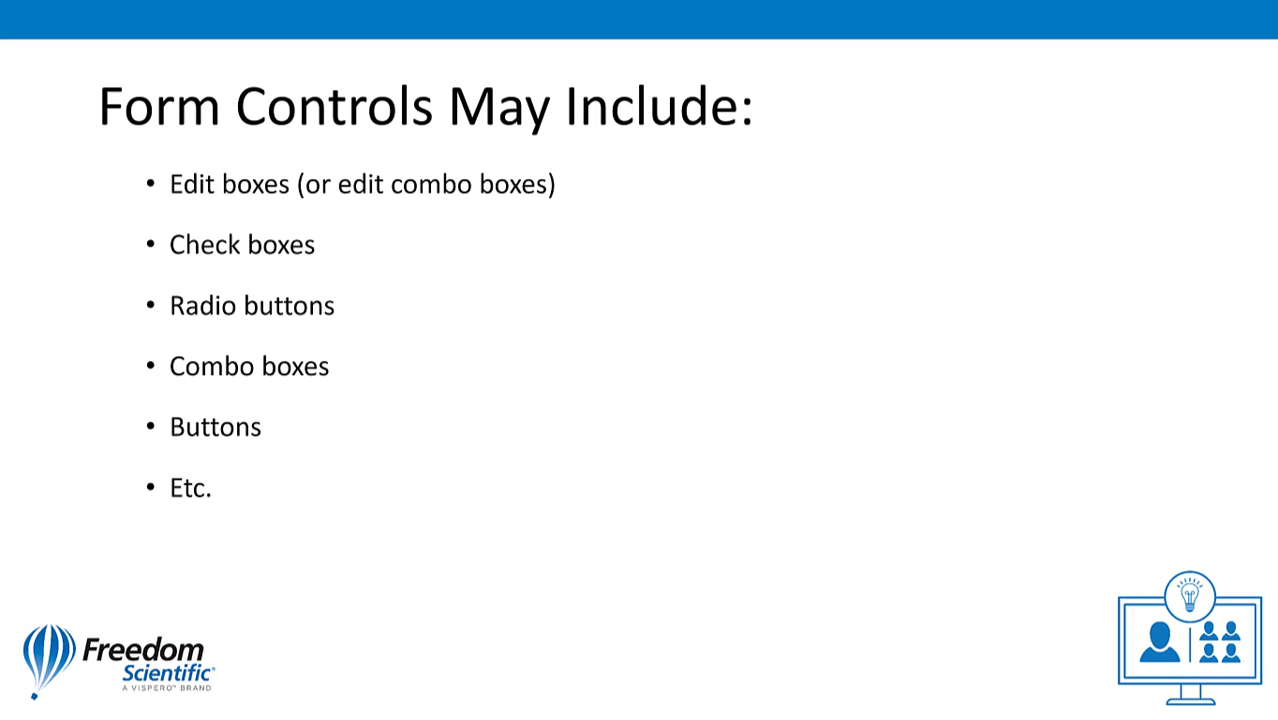 Form Controls May Include:
• Edit boxes (or edit combo boxes)
• Check boxes
• Radio buttons
• Combo boxes
• Buttons
• Etc.
Freedom
Scientific®
A VISPERO™ BRAND